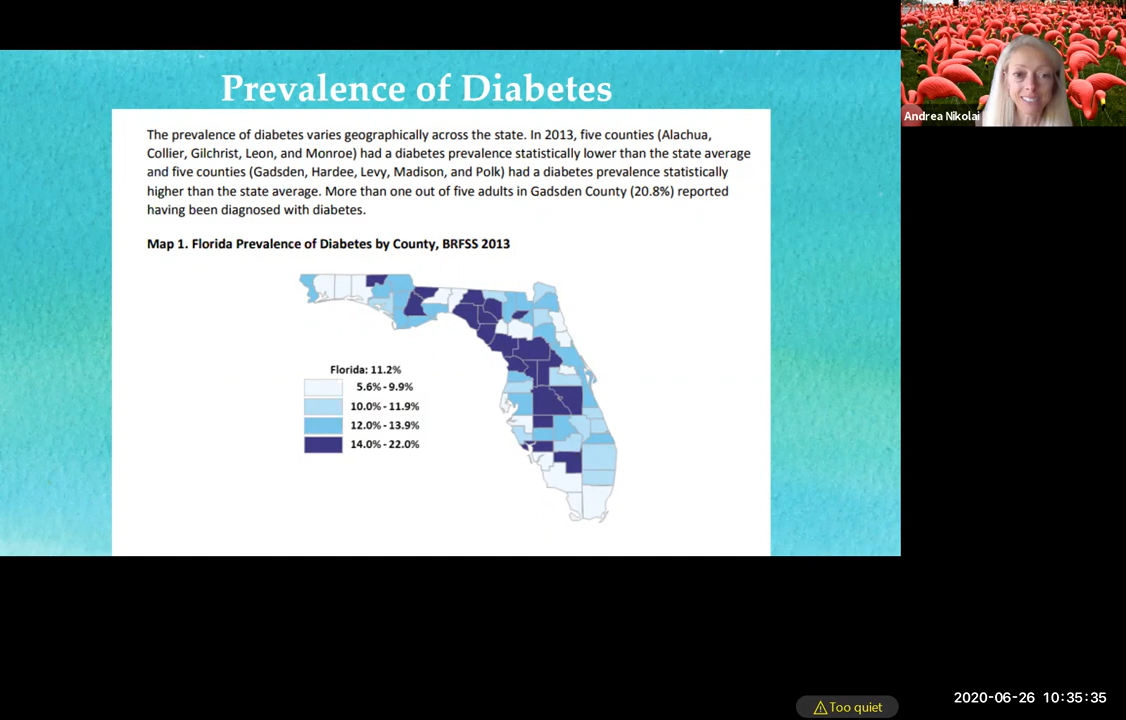 Prevalence of Diabetes
The prevalence of diabetes varies geographically across the state. In 2013, five counties (Alachua,
Collier, Gilchrist, Leon, and Monroe) had a diabetes prevalence statistically lower than the state average
and five counties (Gadsden, Hardee, Levy, Madison, and Polk) had a diabetes prevalence statistically
higher than the state average. More than one out of five adults in Gadsden County (20.8%) reported
having been diagnosed with diabetes.
Map 1. Florida Prevalence of Diabetes by County, BRFSS 2013
Florida: 11.2%
5.6% - 9.9%
10.0% - 11.9%
12.0% - 13.9%
14.0% - 22.0%
Andrea Nikolai
Too quiet
2020-06-26 10:35:35